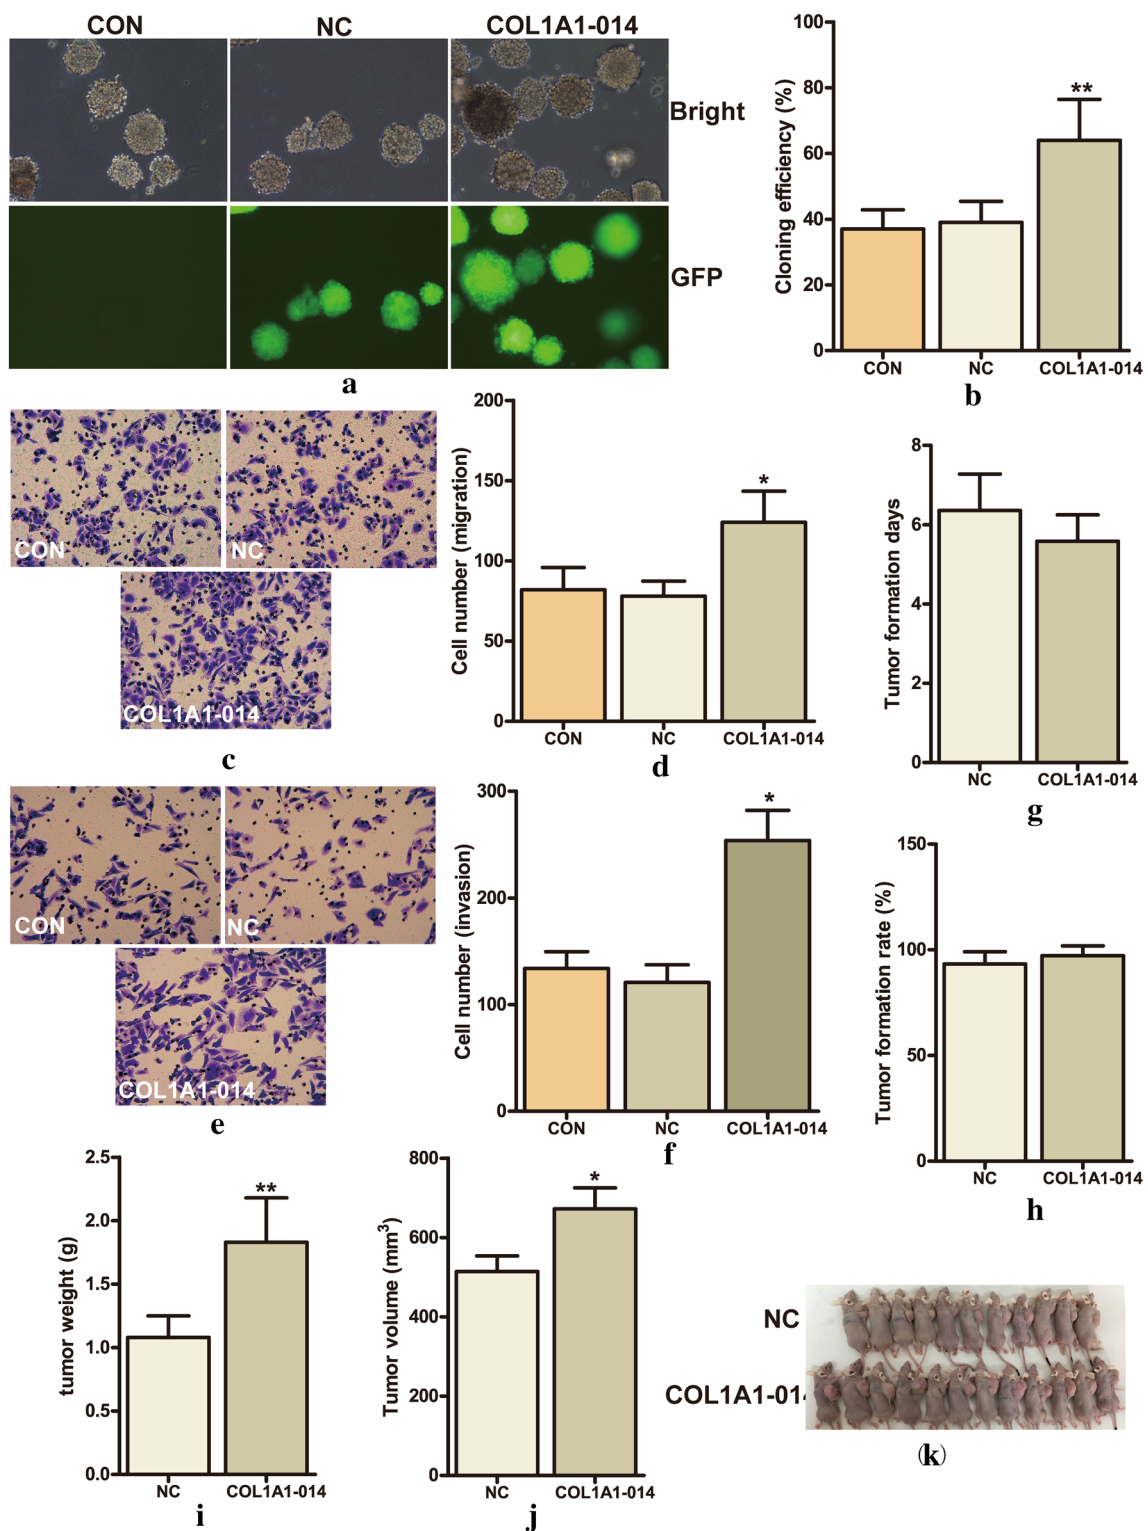 CON NC COL1A1-014
Bright
GFP
a
Cloning efficiency (%)
100
80
60
40
20
0
**
CON NC COL1A1-014
b
CON
NC
COL1A1-014
c
Cell number (migration)
200
150
100
50
0
*
CON NC COL1A1-014
d
Tumor formation days
8
6
4
2
0
NC COL1A1-014
g
CON
NC
COL1A1-014
e
Cell number (invasion)
300
200
100
0
*
CON NC COL1A1-014
f
Tumor formation rate (%)
150
100
50
0
NC COL1A1-014
h
tumor weight (g)
2.5
2.0
1.5
1.0
0.5
0.0
**
NC COL1A1-014
i
Tumor volume (mm³)
800
600
400
200
0
*
NC COL1A1-014
j
NC
COL1A1-014
(k)